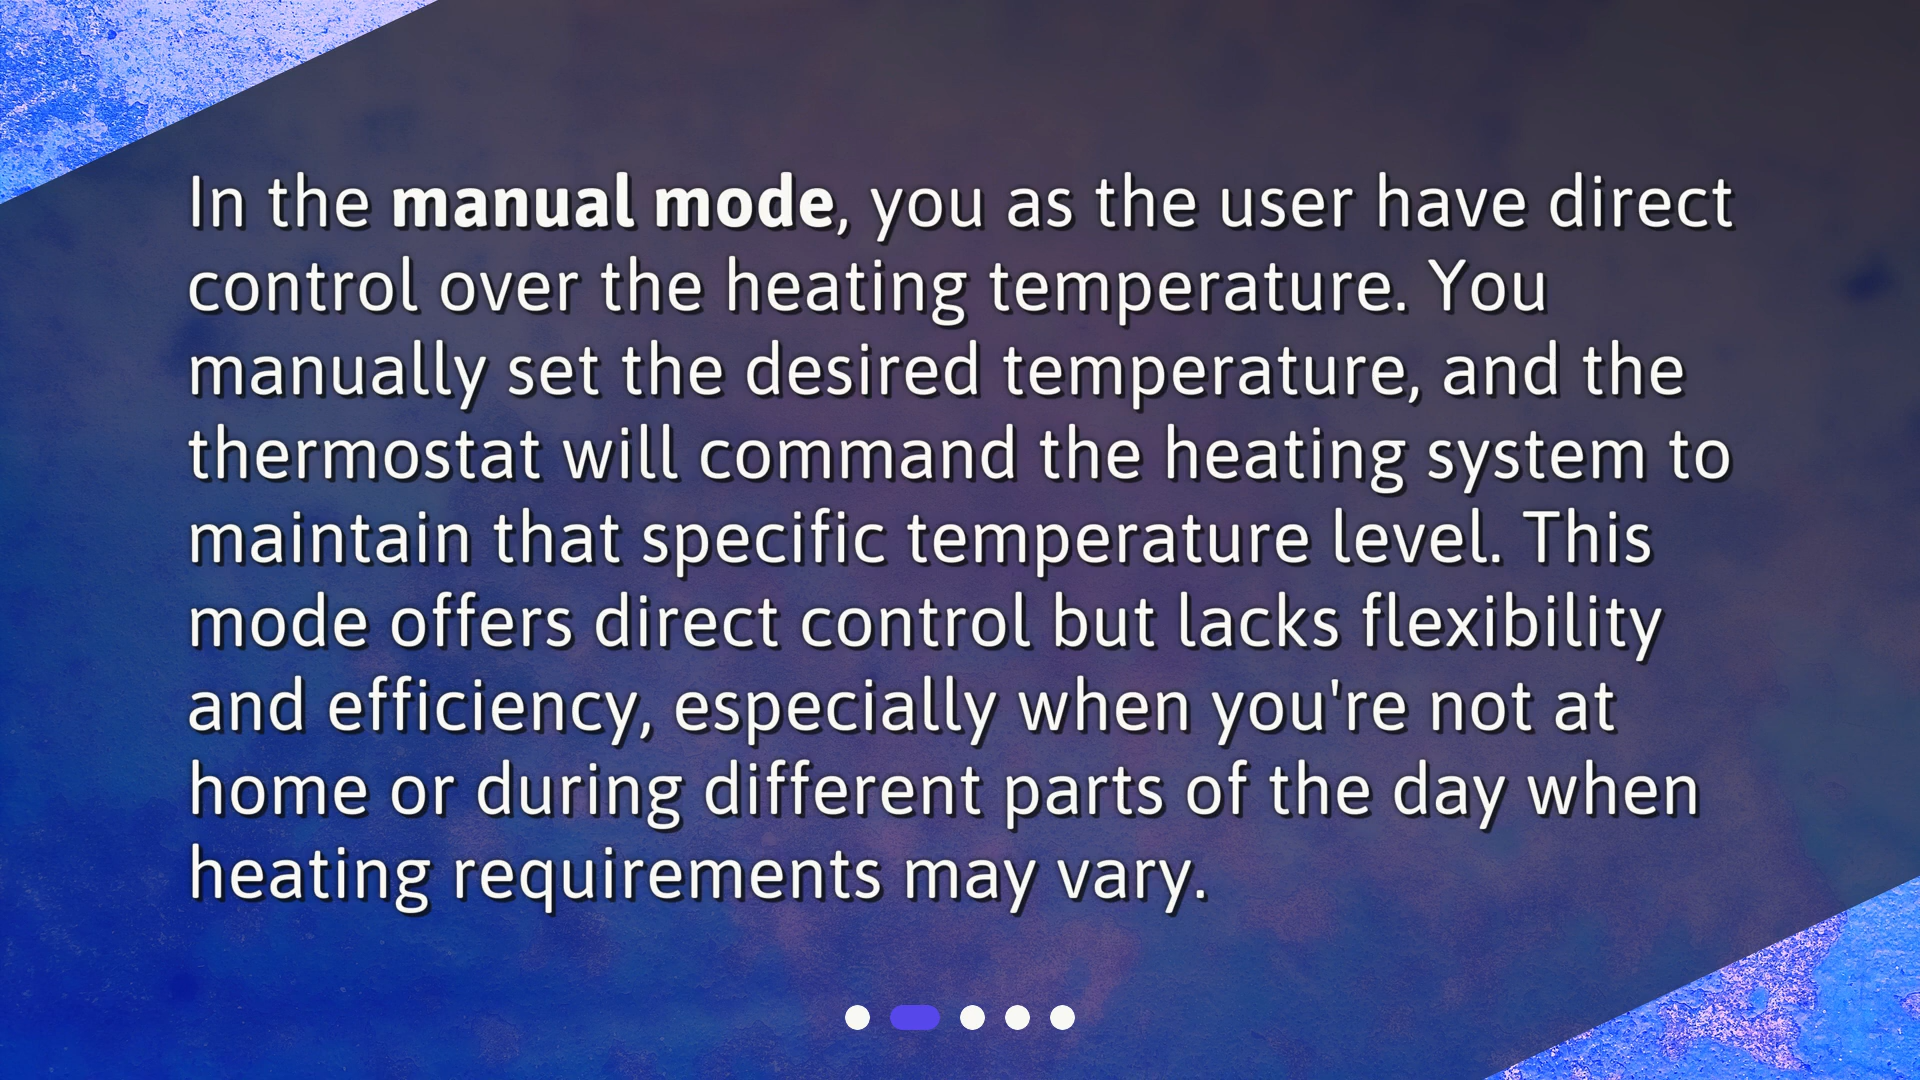 In the manual mode, you as the user have direct
control over the heating temperature. You
manually set the desired temperature, and the
thermostat will command the heating system to
maintain that specific temperature level. This
mode offers direct control but lacks flexibility
and efficiency, especially when you're not at
home or during different parts of the day when
heating requirements may vary.